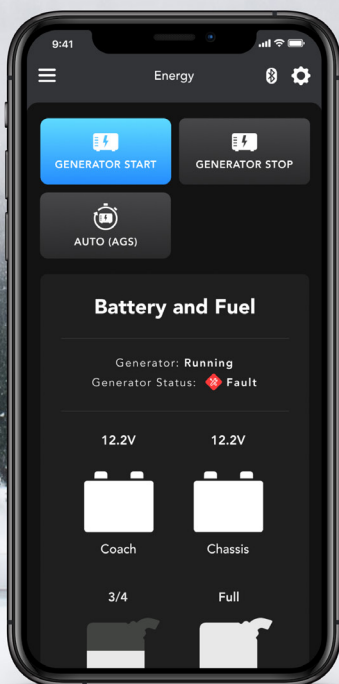 9:41
Energy
GENERATOR START
GENERATOR STOP
AUTO (AGS)
Battery and Fuel
Generator: Running
Generator Status: Fault
12.2V 12.2V
Coach Chassis
3/4 Full